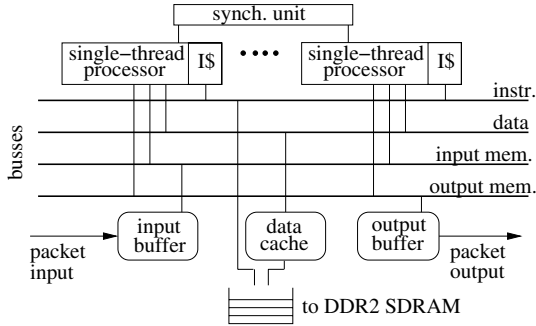 synch. unit
single−thread
processor
I$
single−thread
processor
I$
instr.
data
input mem.
output mem.
busses
input
buffer
data
cache
output
buffer
packet
input
packet
output
to DDR2 SDRAM